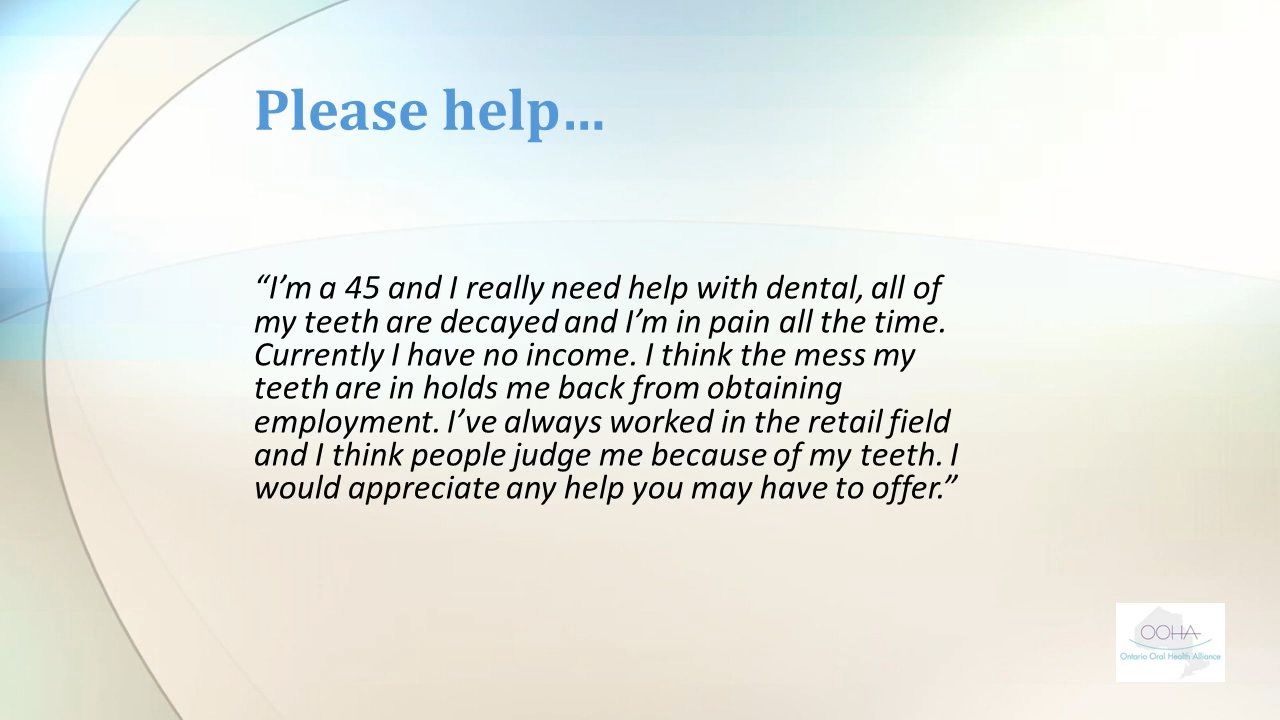 Please help…
“I’m a 45 and I really need help with dental, all of
my teeth are decayed and I’m in pain all the time.
Currently I have no income. I think the mess my
teeth are in holds me back from obtaining
employment. I’ve always worked in the retail field
and I think people judge me because of my teeth. I
would appreciate any help you may have to offer.”
OOHA
Ontario Oral Health Alliance